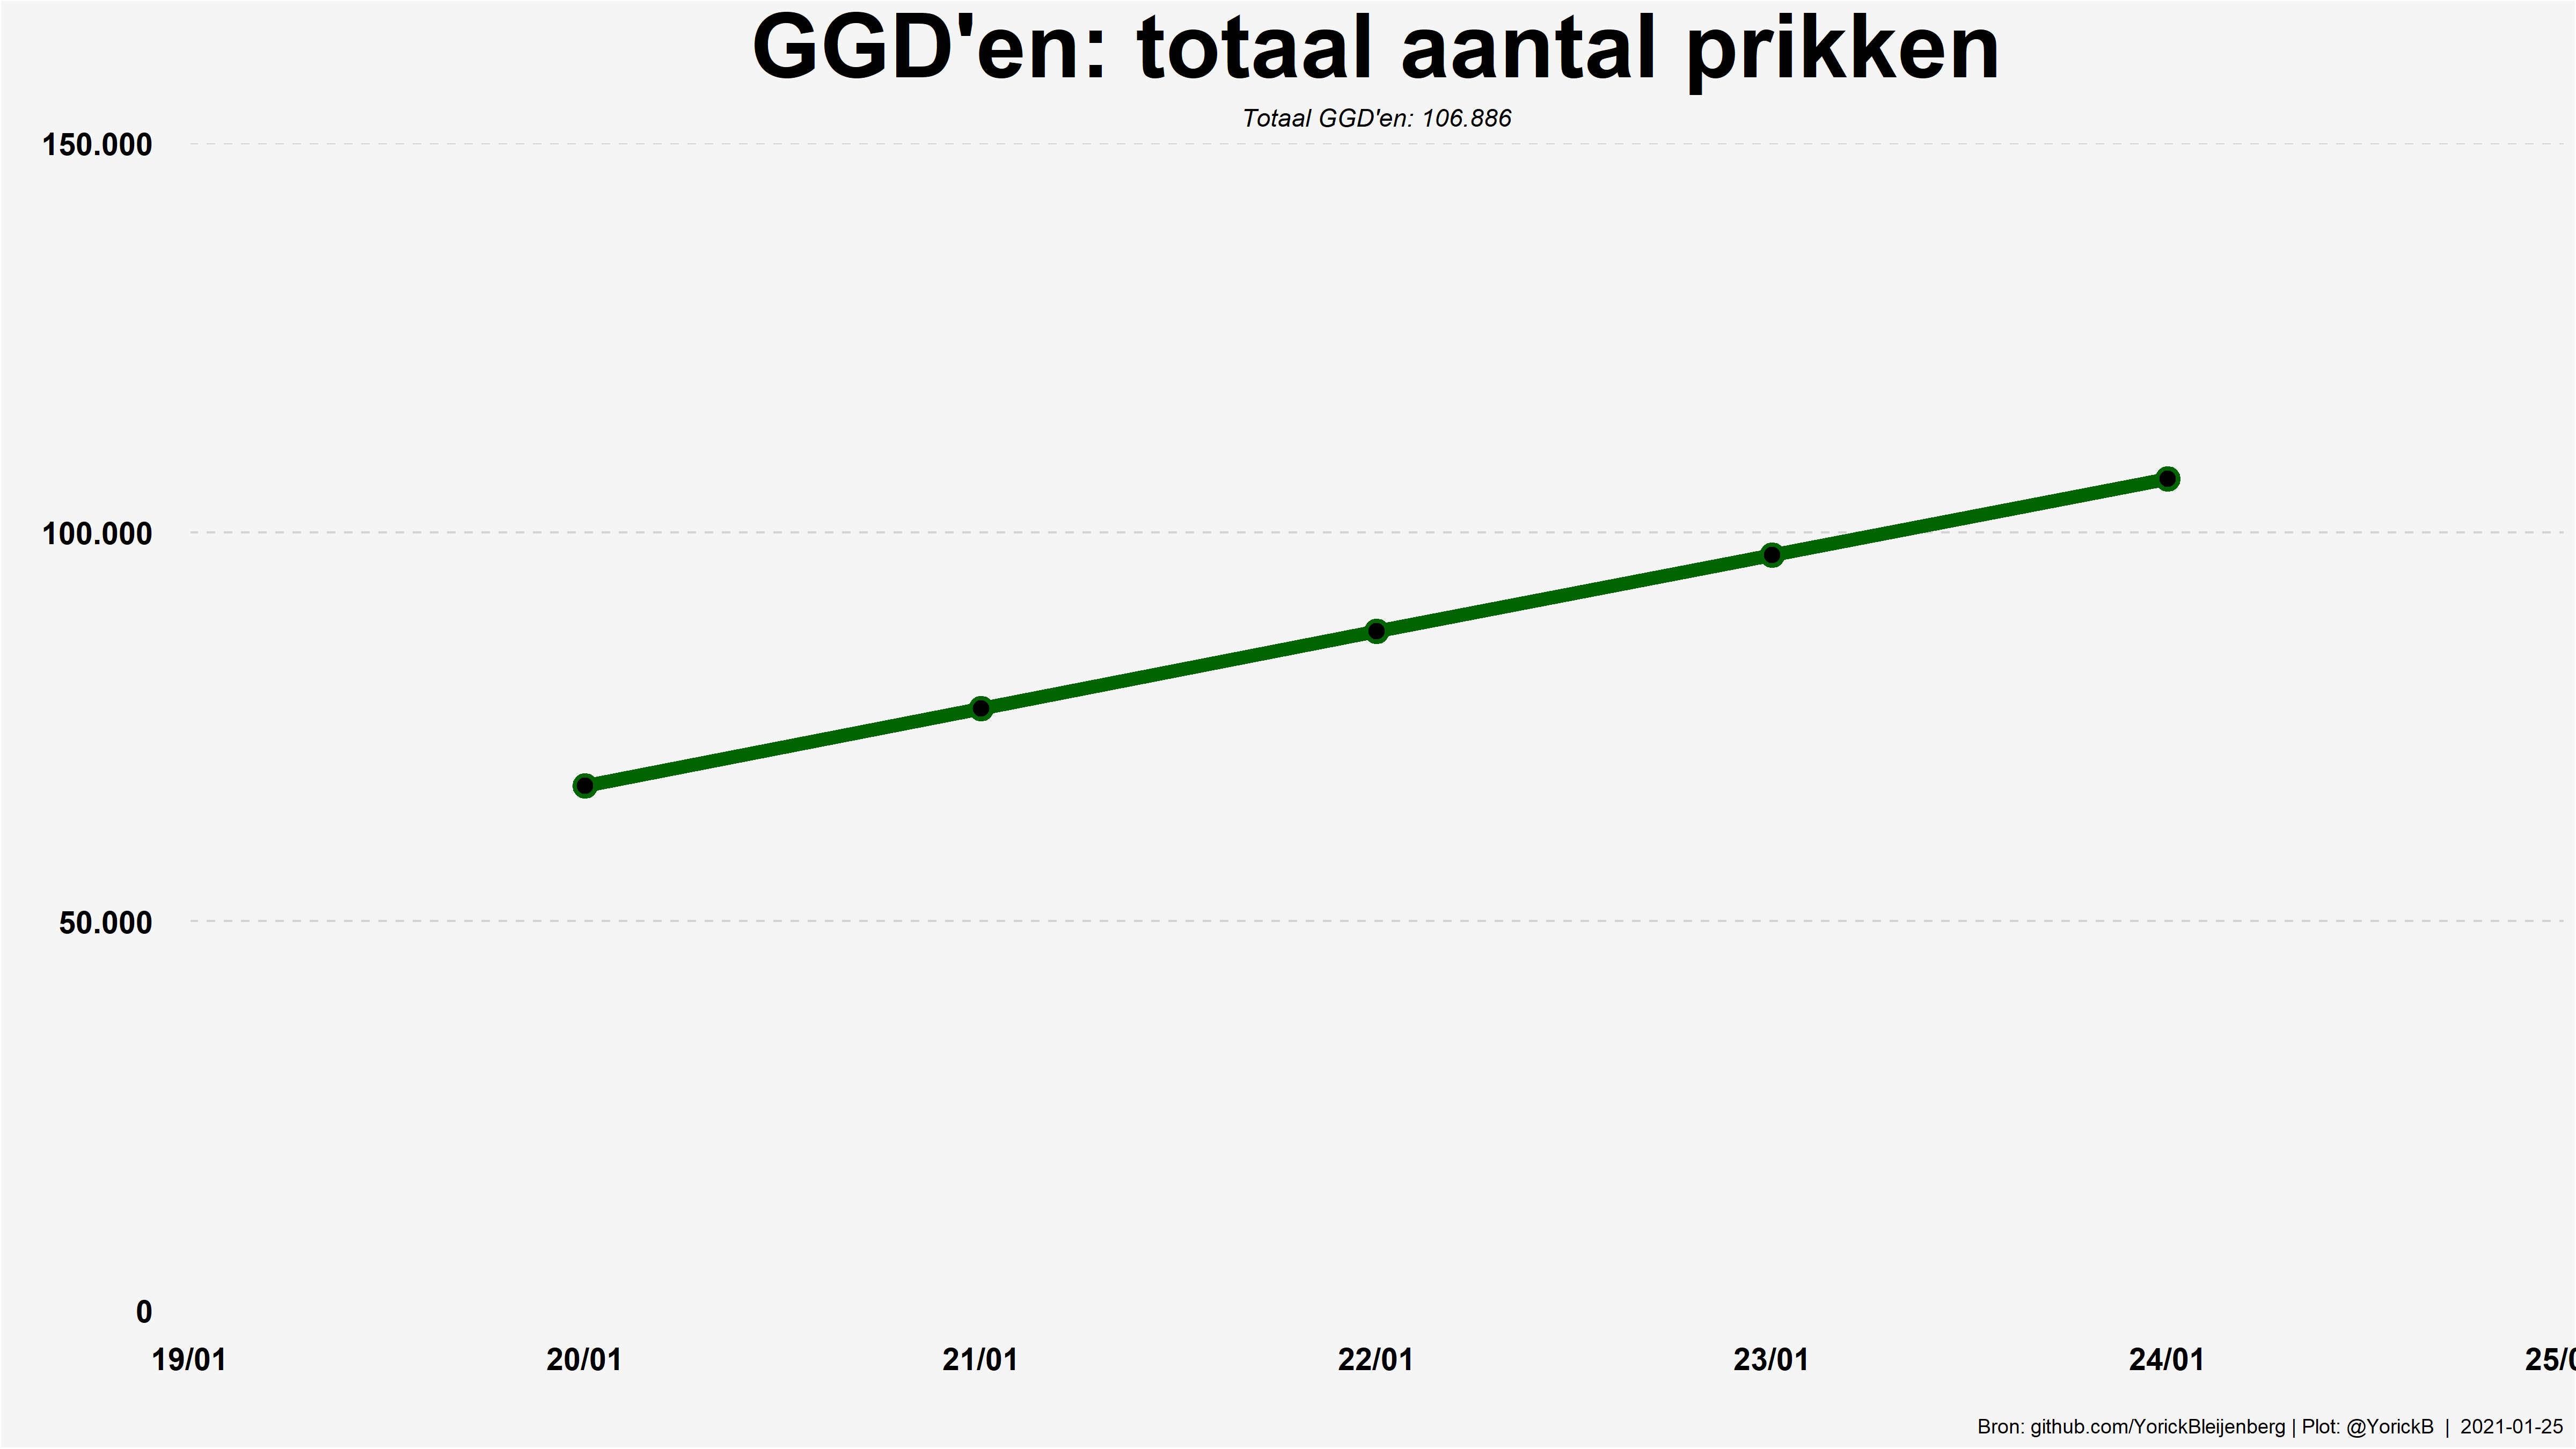 GGD'en: totaal aantal prikken
Totaal GGD'en: 106.886
150.000
100.000
50.000
0
19/01 20/01 21/01 22/01 23/01 24/01 25/0
Bron: github.com/YorickBleijenberg | Plot: @YorickB | 2021-01-25